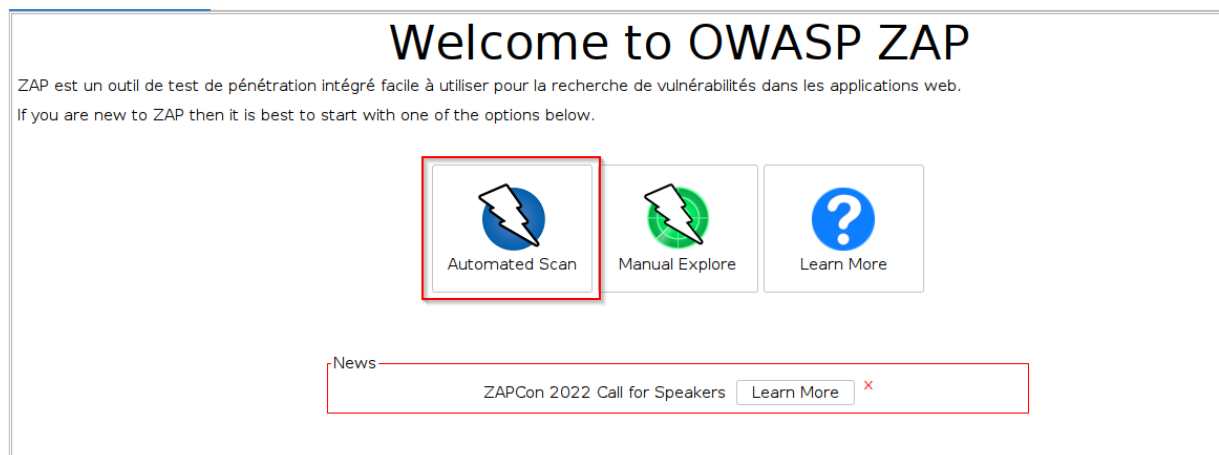 Welcome to OWASP ZAP
ZAP est un outil de test de pénétration intégré facile à utiliser pour la recherche de vulnérabilités dans les applications web.
If you are new to ZAP then it is best to start with one of the options below.
Automated Scan
Manual Explore
Learn More
News
ZAPCon 2022 Call for Speakers Learn More X